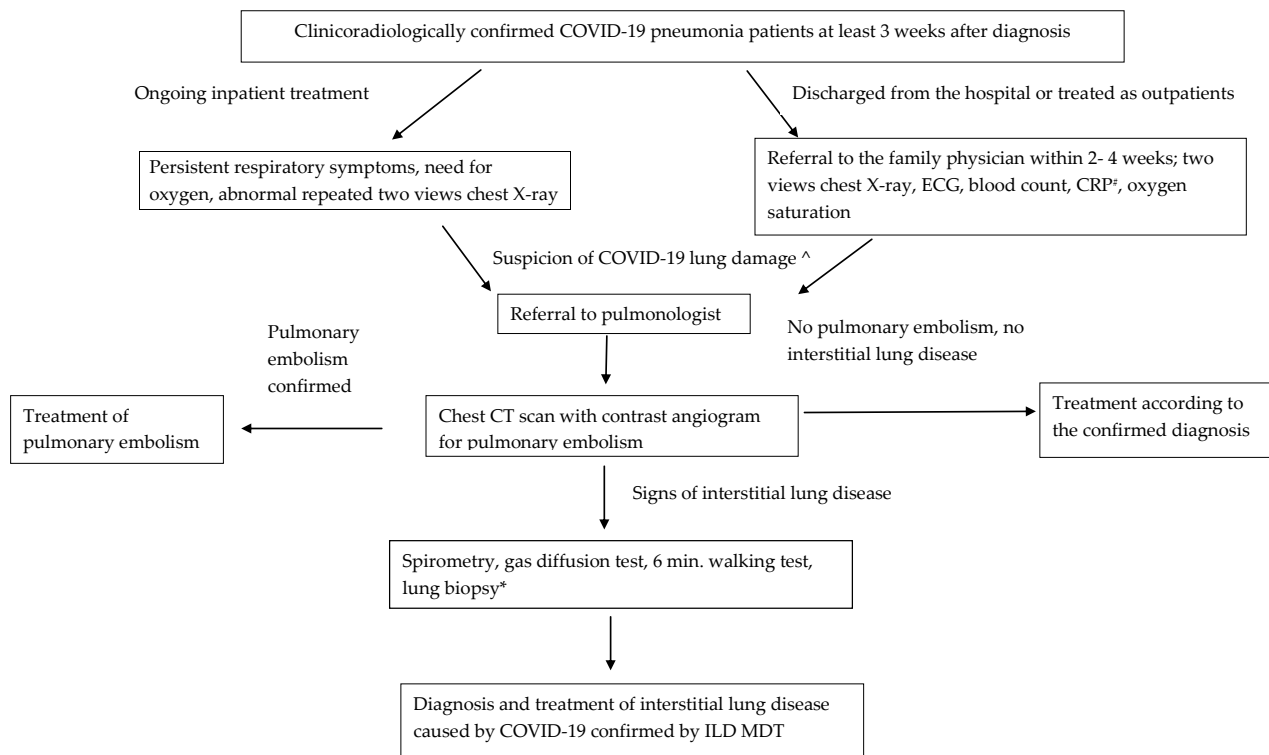 Clinicoradiologically confirmed COVID-19 pneumonia patients at least 3 weeks after diagnosis
Ongoing inpatient treatment
Discharged from the hospital or treated as outpatients
Persistent respiratory symptoms, need for
oxygen, abnormal repeated two views chest X-ray
Referral to the family physician within 2- 4 weeks; two
views chest X-ray, ECG, blood count, CRP#, oxygen
saturation
Suspicion of COVID-19 lung damage ^
Referral to pulmonologist
Pulmonary
embolism
confirmed
No pulmonary embolism, no
interstitial lung disease
Treatment of
pulmonary embolism
Chest CT scan with contrast angiogram
for pulmonary embolism
Treatment according to
the confirmed diagnosis
Signs of interstitial lung disease
Spirometry, gas diffusion test, 6 min. walking test,
lung biopsy*
Diagnosis and treatment of interstitial lung disease
caused by COVID-19 confirmed by ILD MDT